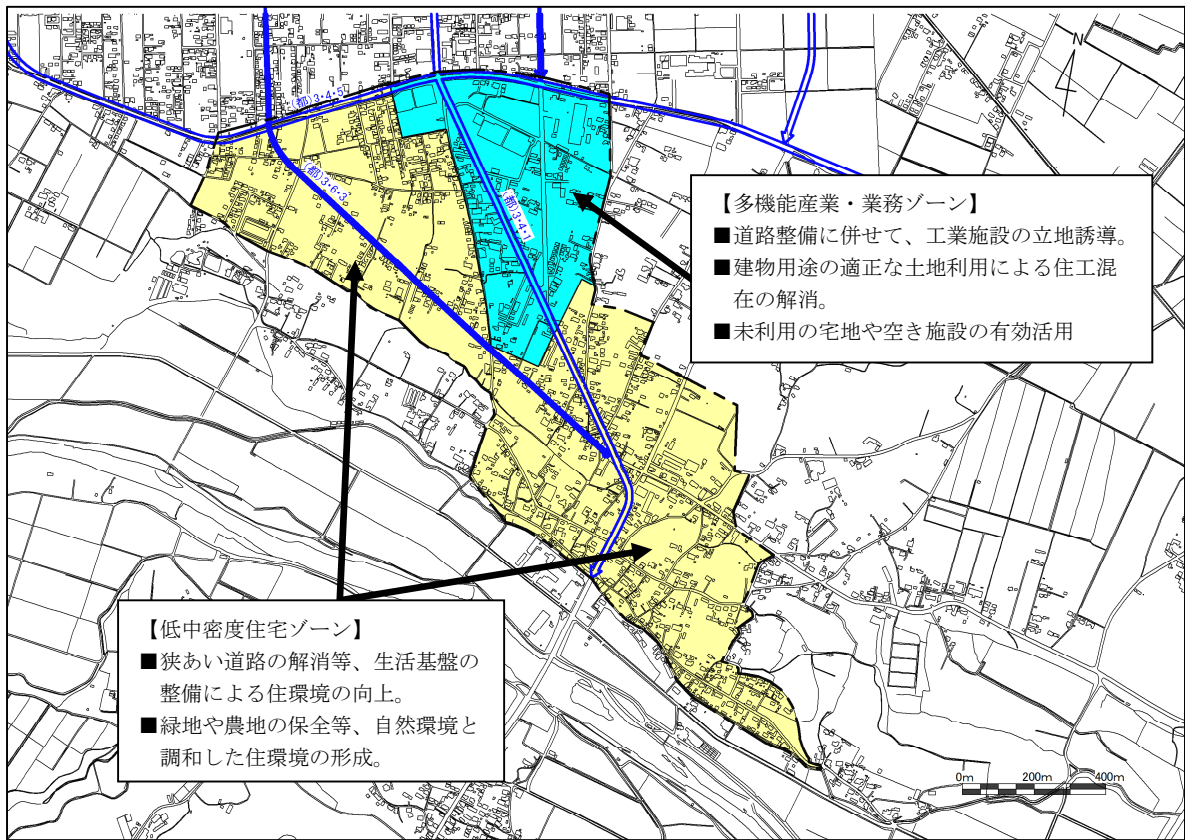 N
(都)3・4・5
(都)3・6・3
(都)3・4・1
【多機能産業・業務ゾーン】
■道路整備に併せて、工業施設の立地誘導。
■建物用途の適正な土地利用による住工混
在の解消。
■未利用の宅地や空き施設の有効活用
【低中密度住宅ゾーン】
■狭あい道路の解消等、生活基盤の
整備による住環境の向上。
■緑地や農地の保全等、自然環境と
調和した住環境の形成。
0m 200m 400m